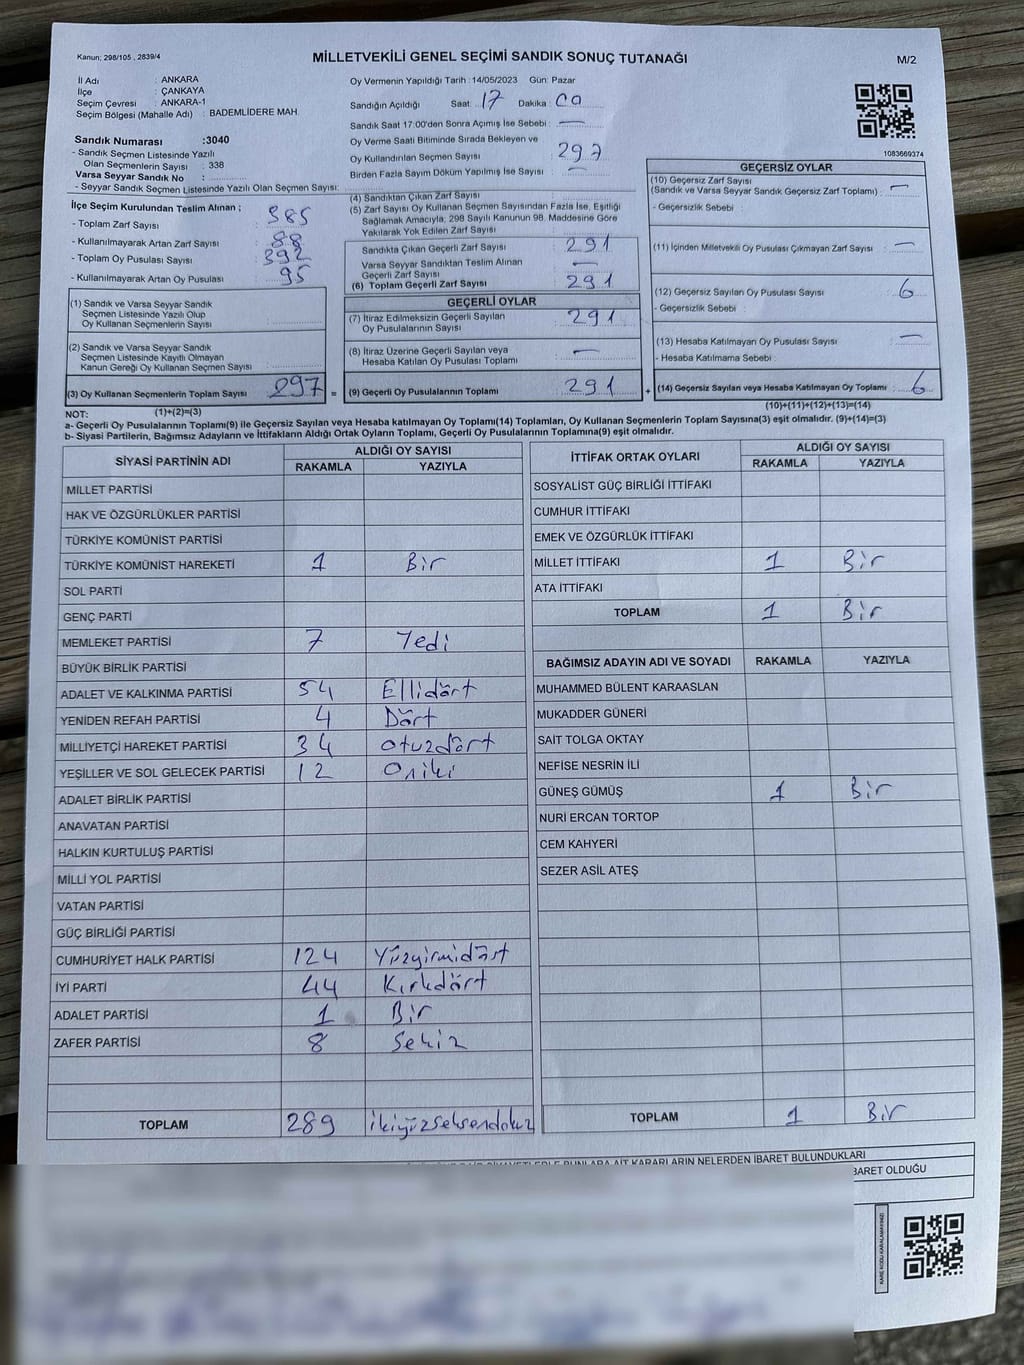 Kanun; 298/105 , 2839/4
MİLLETVEKİLİ GENEL SEÇİMİ SANDIK SONUÇ TUTANAĞI
M/2
İl Adı : ANKARA
İlçe : ÇANKAYA
Seçim Çevresi : ANKARA-1
Seçim Bölgesi (Mahalle Adı) : BADEMLİDERE MAH.
Sandık Numarası :3040
- Sandık Seçmen Listesinde Yazılı
Olan Seçmenlerin Sayısı : 338
Varsa Seyyar Sandık No :
- Seyyar Sandık Seçmen Listesinde Yazılı Olan Seçmen Sayısı:
Oy Vermenin Yapıldığı Tarih :14/05/2023 Gün: Pazar
Sandığın Açıldığı Saat: 17 Dakika : 00
Sandık Saat 17:00'den Sonra Açımış İse Sebebi : —
Oy Verme Saati Bitiminde Sırada Bekleyen ve
Oy Kullandırılan Seçmen Sayısı : 297
Birden Fazla Sayım Döküm Yapılmış İse Sayısı : —
1083669374
İlçe Seçim Kurulundan Teslim Alınan ;
- Toplam Zarf Sayısı : 385
- Kullanılmayarak Artan Zarf Sayısı : 88
- Toplam Oy Pusulası Sayısı : 392
- Kullanılmayarak Artan Oy Pusulası : 95
(1) Sandık ve Varsa Seyyar Sandık
Seçmen Listesinde Yazılı Olup
Oy Kullanan Seçmenlerin Sayısı :
(2) Sandık ve Varsa Seyyar Sandık
Seçmen Listesinde Kayıtlı Olmayan
Kanun Gereği Oy Kullanan Seçmen Sayısı :
(3) Oy Kullanan Seçmenlerin Toplam Sayısı : 297 =
(4) Sandıktan Çıkan Zarf Sayısı :
(5) Zarf Sayısı Oy Kullanan Seçmen Sayısından Fazla İse, Eşitliği
Sağlamak Amacıyla; 298 Sayılı Kanunun 98. Maddesine Göre
Yakılarak Yok Edilen Zarf Sayısı :
Sandıkta Çıkan Geçerli Zarf Sayısı : 291
Varsa Seyyar Sandıktan Teslim Alınan
Geçerli Zarf Sayısı : —
(6) Toplam Geçerli Zarf Sayısı : 291
GEÇERLİ OYLAR
(7) İtiraz Edilmeksizin Geçerli Sayılan
Oy Pusulalarının Sayısı : 291
(8) İtiraz Üzerine Geçerli Sayılan veya
Hesaba Katılan Oy Pusulası Toplamı : —
(9) Geçerli Oy Pusulalarının Toplamı : 291 +
GEÇERSİZ OYLAR
(10) Geçersiz Zarf Sayısı
(Sandık ve Varsa Seyyar Sandık Geçersiz Zarf Toplamı) : —
- Geçersizlik Sebebi :
(11) İçinden Milletvekili Oy Pusulası Çıkmayan Zarf Sayısı : —
(12) Geçersiz Sayılan Oy Pusulası Sayısı : 6
- Geçersizlik Sebebi :
(13) Hesaba Katılmayan Oy Pusulası Sayısı : —
- Hesaba Katılmama Sebebi :
(14) Geçersiz Sayılan veya Hesaba Katılmayan Oy Toplamı : 6
NOT: (1)+(2)=(3)
(10)+(11)+(12)+(13)=(14)
a- Geçerli Oy Pusulalarının Toplamı(9) ile Geçersiz Sayılan veya Hesaba katılmayan Oy Toplamı(14) Toplamları, Oy Kullanan Seçmenlerin Toplam Sayısına(3) eşit olmalıdır. (9)+(14)=(3)
b- Siyasi Partilerin, Bağımsız Adayların ve İttifakların Aldığı Ortak Oyların Toplamı, Geçerli Oy Pusulalarının Toplamına(9) eşit olmalıdır.
SİYASİ PARTİNİN ADI ALDIĞI OY SAYISI
RAKAMLA YAZIYLA
MİLLET PARTİSİ
HAK VE ÖZGÜRLÜKLER PARTİSİ
TÜRKİYE KOMÜNİST PARTİSİ
TÜRKİYE KOMÜNİST HAREKETİ 1 Bir
SOL PARTİ
GENÇ PARTİ
MEMLEKET PARTİSİ 7 Yedi
BÜYÜK BİRLİK PARTİSİ
ADALET VE KALKINMA PARTİSİ 54 Ellidört
YENİDEN REFAH PARTİSİ 4 Dört
MİLLİYETÇİ HAREKET PARTİSİ 34 otuzdört
YEŞİLLER VE SOL GELECEK PARTİSİ 12 Oniki
ADALET BİRLİK PARTİSİ
ANAVATAN PARTİSİ
HALKIN KURTULUŞ PARTİSİ
MİLLİ YOL PARTİSİ
VATAN PARTİSİ
GÜÇ BİRLİĞİ PARTİSİ
CUMHURİYET HALK PARTİSİ 124 Yüzyirmidört
İYİ PARTİ 44 Kırkdört
ADALET PARTİSİ 1 Bir
ZAFER PARTİSİ 8 Sekiz
TOPLAM 289 ikiyüzseksendokuz
İTTİFAK ORTAK OYLARI ALDIĞI OY SAYISI
RAKAMLA YAZIYLA
SOSYALIST GÜÇ BİRLİĞİ İTTİFAKI
CUMHUR İTTİFAKI
EMEK VE ÖZGÜRLÜK İTTİFAKI
MİLLET İTTİFAKI 1 Bir
ATA İTTİFAKI
TOPLAM 1 Bir
BAĞIMSIZ ADAYIN ADI VE SOYADI RAKAMLA YAZIYLA
MUHAMMED BÜLENT KARAASLAN
MUKADDER GÜNERİ
SAİT TOLGA OKTAY
NEFİSE NESRİN İLİ
GÜNEŞ GÜMÜŞ 1 Bir
NURİ ERCAN TORTOP
CEM KAHYERİ
SEZER ASİL ATEŞ
TOPLAM 1 Bir
BUNLARA AİT KARARLARIN NELERDEN İBARET BULUNDUKLARI
BARET OLDUĞU
KARE KODU KARALAMAYINIZ!